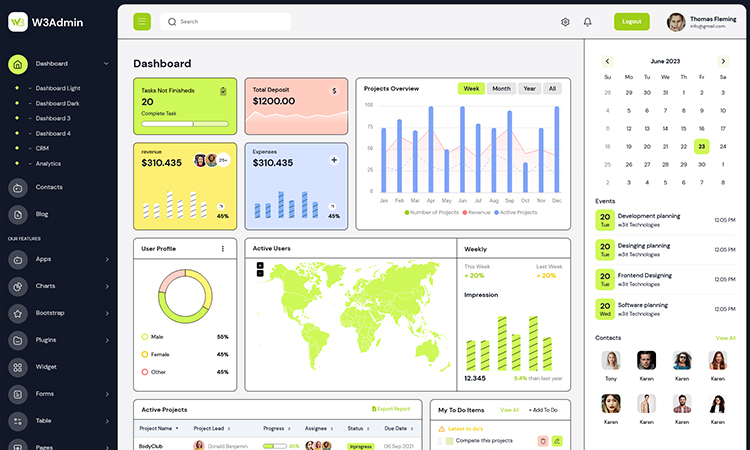 W3Admin
Search
Logout
Thomas Fleming
info@gmail.com
Dashboard
Dashboard Light
Dashboard Dark
Dashboard 3
Dashboard 4
CRM
Analytics
Contacts
Blog
OUR FEATURES
Apps
Charts
Bootstrap
Plugins
Widget
Forms
Table
Pages
Dashboard
Tasks Not Finisheds
20
Complete Task
Total Deposit
$
$1200.00
revenue
$310.435
25+
45%
Expenses
$310.435
45%
Projects Overview
Week Month Year All
100
80
60
40
20
0
Jan Feb Mar Apr May Jun Jul Aug Sep Oct Nov Dec
Number of Projects Revenue Active Projects
User Profile
Male 55%
Female 45%
Other 45%
Active Users
+
-
Weekly
This Week Last Week
+ 20% + 20%
Impression
12.345 5.4% than last year
Active Projects
Export Report
Project Name Project Lead Progress Assignee Status Due Date
BodyClub Donald Benjamin 45% Inprogress 06 Sep 2021
My To Do Items View All + Add To Do
Latest to do's
Compete this projects
June 2023
Su Mo Tu We Th Fr Sa
28 29 30 31 1 2 3
4 5 6 7 8 9 10
11 12 13 14 15 16 17
18 19 20 21 22 23 24
25 26 27 28 29 30 1
2 3 4 5 6 7 8
Events
20 Tue Development planning
w3it Technologies 12:05 PM
20 Tue Desinging planning
w3it Technologies 12:05 PM
20 Tue Frontend Designing
w3it Technologies 12:05 PM
20 Wed Software planning
w3it Technologies 12:05 PM
Contacts View All
Tony Karen Karen Karen
Karen Karen Karen Karen